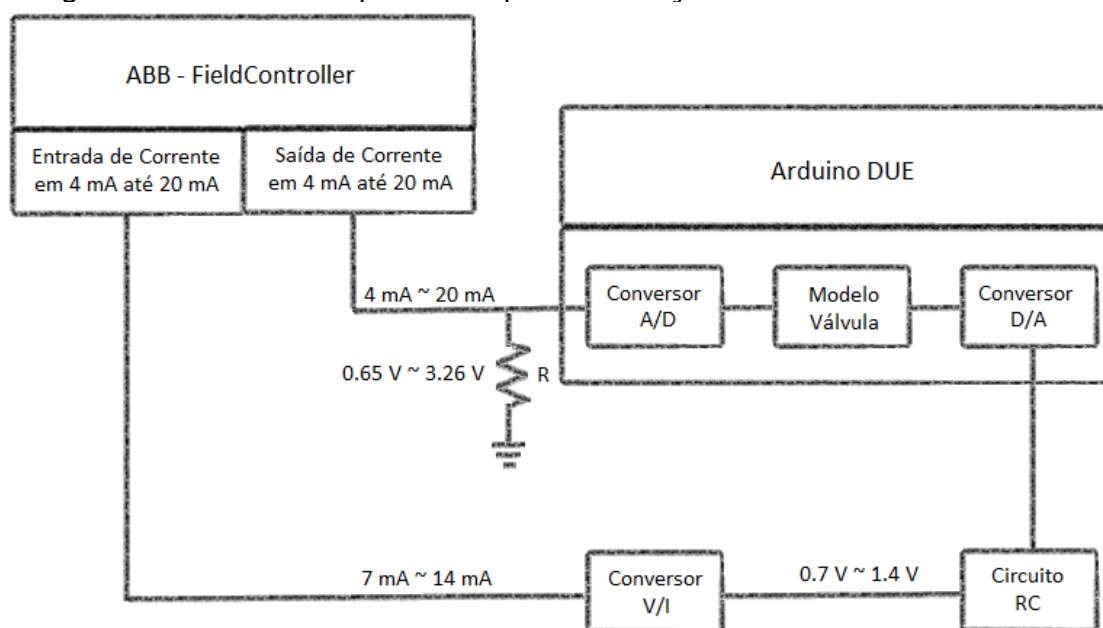 ABB - FieldController
Entrada de Corrente
em 4 mA até 20 mA
Saída de Corrente
em 4 mA até 20 mA
Arduino DUE
4 mA ~ 20 mA
Conversor
A/D
Modelo
Válvula
Conversor
D/A
0.65 V ~ 3.26 V
R
7 mA ~ 14 mA
Conversor
V/I
0.7 V ~ 1.4 V
Circuito
RC